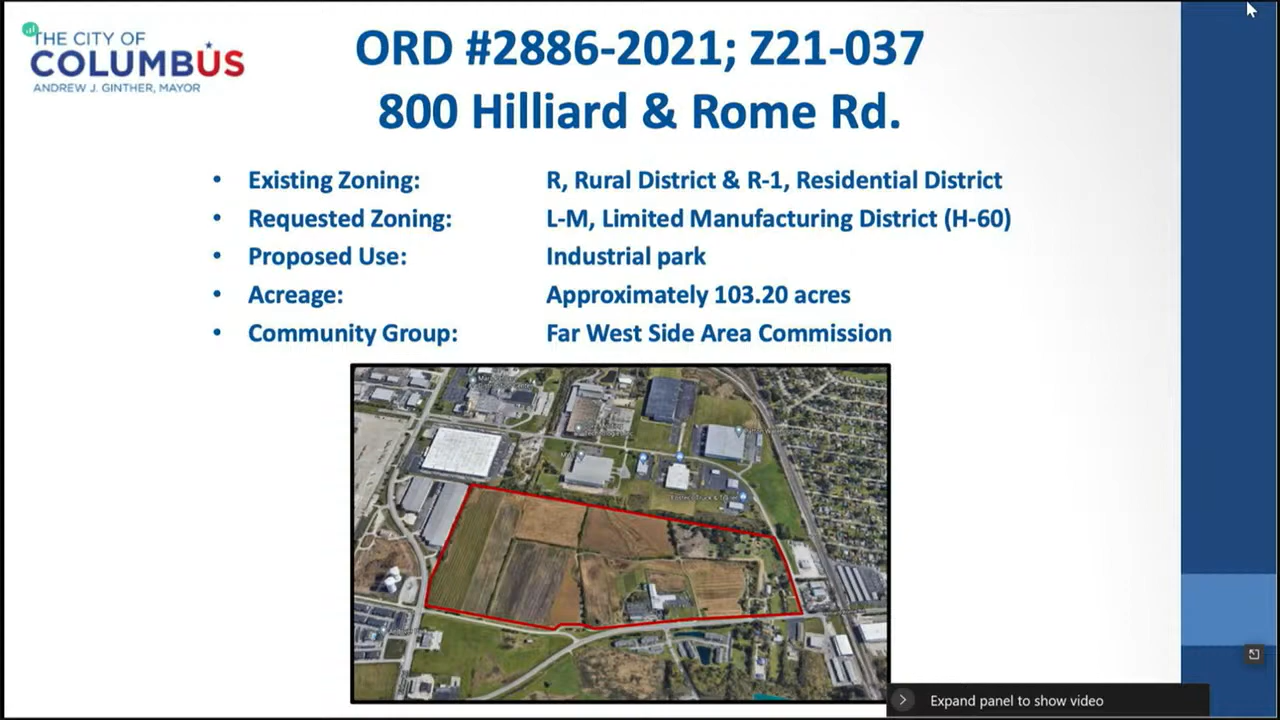 THE CITY OF
COLUMBUS
ANDREW J. GINTHER, MAYOR
ORD #2886-2021; Z21-037
800 Hilliard & Rome Rd.
• Existing Zoning: R, Rural District & R-1, Residential District
• Requested Zoning: L-M, Limited Manufacturing District (H-60)
• Proposed Use: Industrial park
• Acreage: Approximately 103.20 acres
• Community Group: Far West Side Area Commission
Expand panel to show video